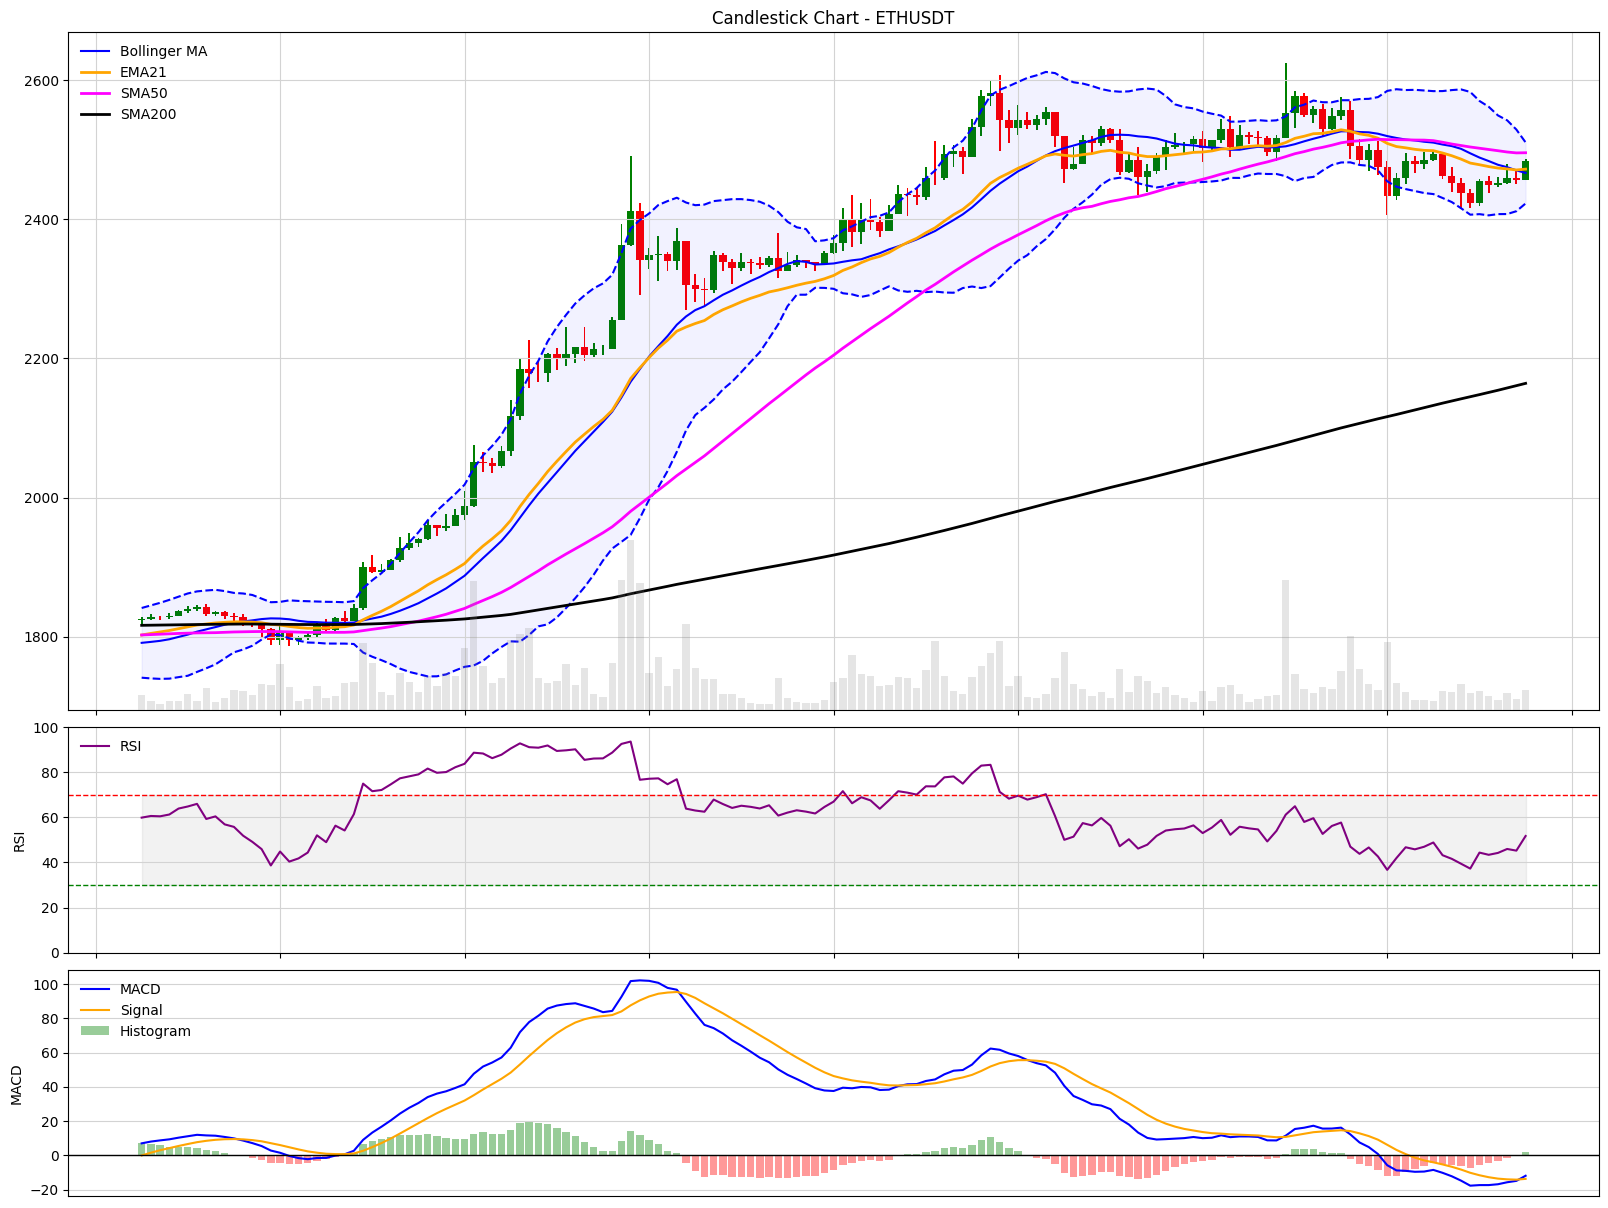 Candlestick Chart - ETHUSDT
Bollinger MA
EMA21
SMA50
SMA200
2600
2400
2200
2000
1800
RSI
100
80
60
40
20
0
RSI
MACD
Signal
Histogram
100
80
60
40
20
0
−20
MACD